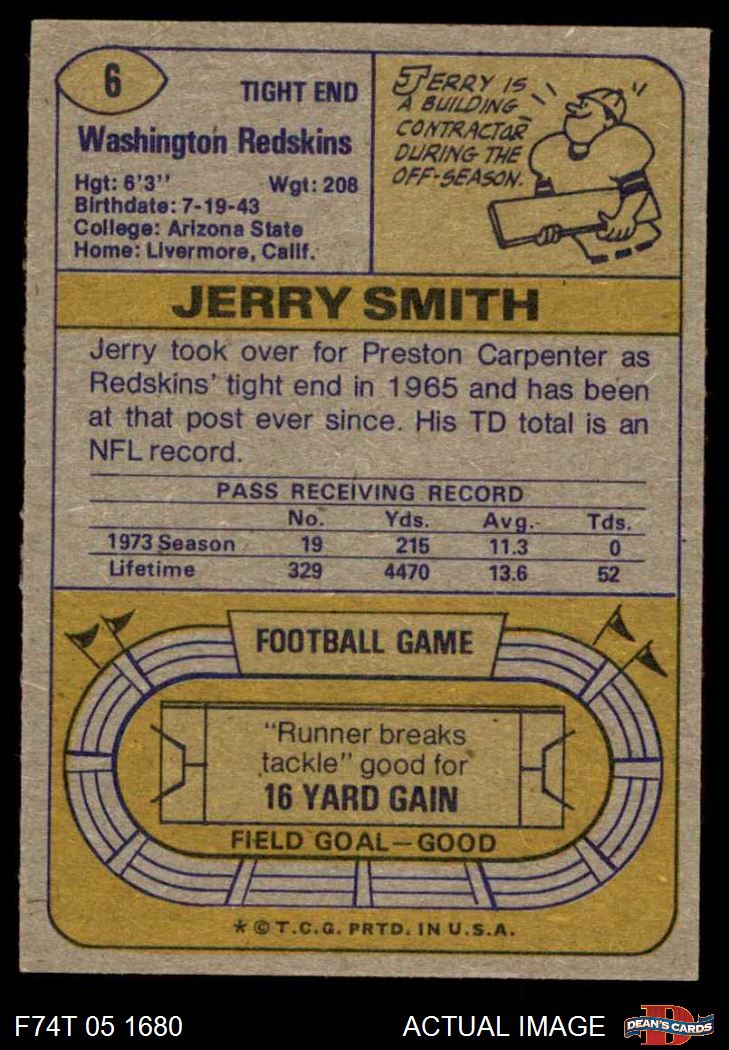 6
TIGHT END
Washington Redskins
Hgt: 6'3'' Wgt: 208
Birthdate: 7-19-43
College: Arizona State
Home: Livermore, Calif.
JERRY IS
A BUILDING
CONTRACTOR
DURING THE
OFF-SEASON.
JERRY SMITH
Jerry took over for Preston Carpenter as
Redskins' tight end in 1965 and has been
at that post ever since. His TD total is an
NFL record.
PASS RECEIVING RECORD
No. Yds. Avg. Tds.
1973 Season 19 215 11.3 0
Lifetime 329 4470 13.6 52
FOOTBALL GAME
"Runner breaks
tackle" good for
16 YARD GAIN
FIELD GOAL—GOOD
* © T.C.G. PRTD. IN U.S.A.
F74T 05 1680 ACTUAL IMAGE
D
DEAN'S CARDS